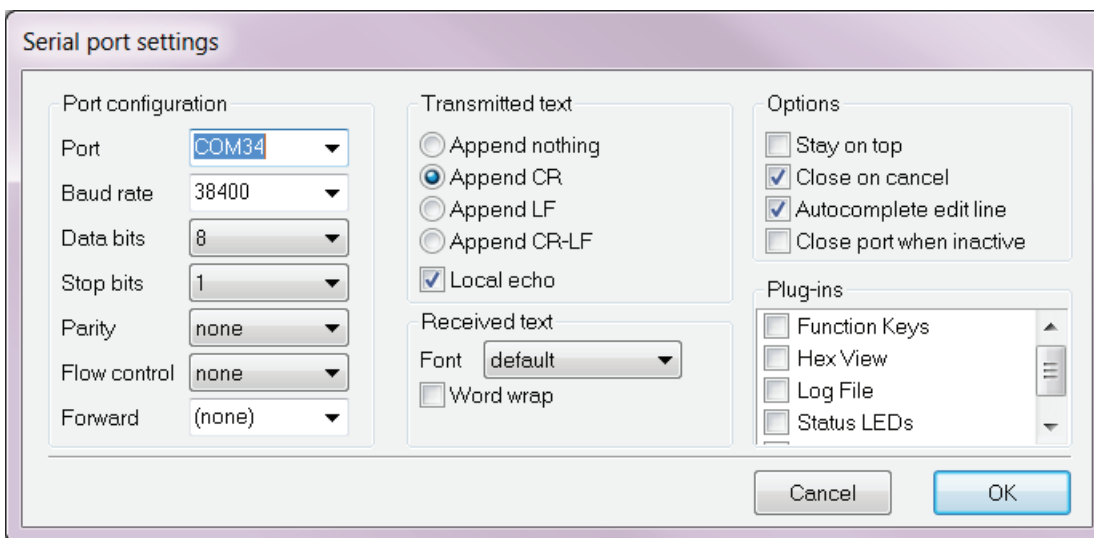 Serial port settings
Port configuration
Port COM34
Baud rate 38400
Data bits 8
Stop bits 1
Parity none
Flow control none
Forward (none)
Transmitted text
Append nothing
Append CR
Append LF
Append CR-LF
Local echo
Received text
Font default
Word wrap
Options
Stay on top
Close on cancel
Autocomplete edit line
Close port when inactive
Plug-ins
Function Keys
Hex View
Log File
Status LEDs
Cancel OK